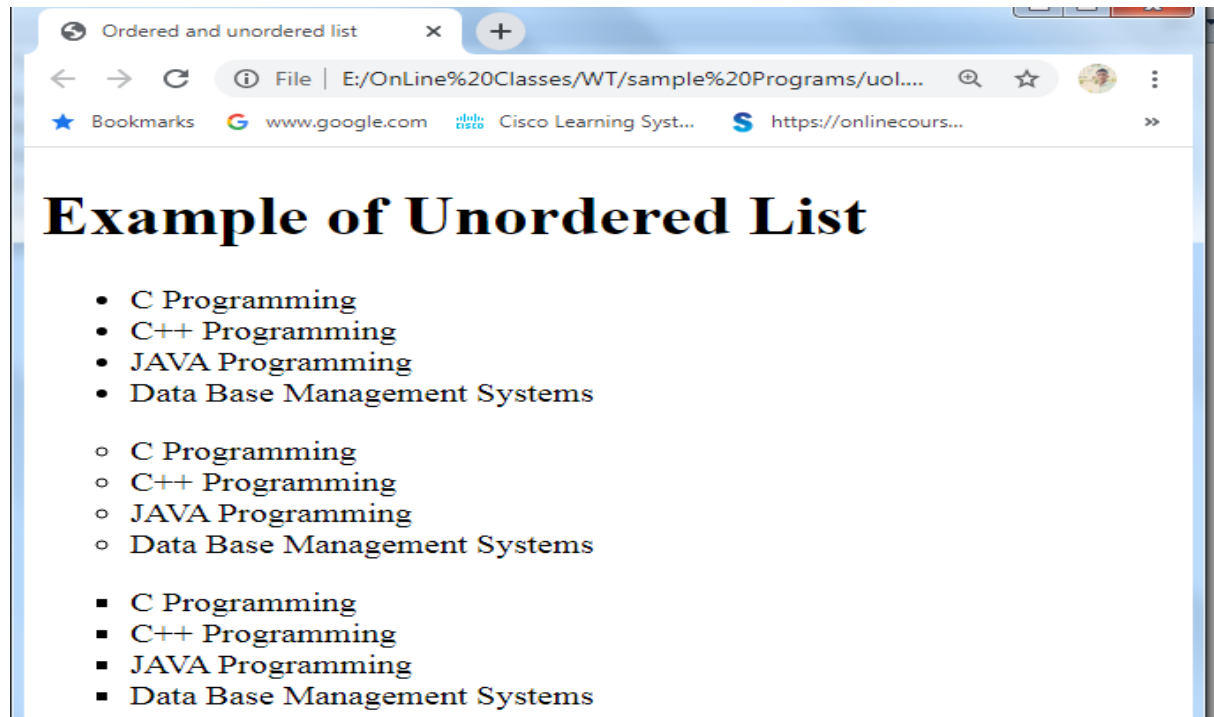 Ordered and unordered list
File | E:/OnLine%20Classes/WT/sample%20Programs/uol....
Bookmarks G www.google.com cisco Cisco Learning Syst... S https://onlinecours... »
Example of Unordered List
• C Programming
• C++ Programming
• JAVA Programming
• Data Base Management Systems
◦ C Programming
◦ C++ Programming
◦ JAVA Programming
◦ Data Base Management Systems
▪ C Programming
▪ C++ Programming
▪ JAVA Programming
▪ Data Base Management Systems